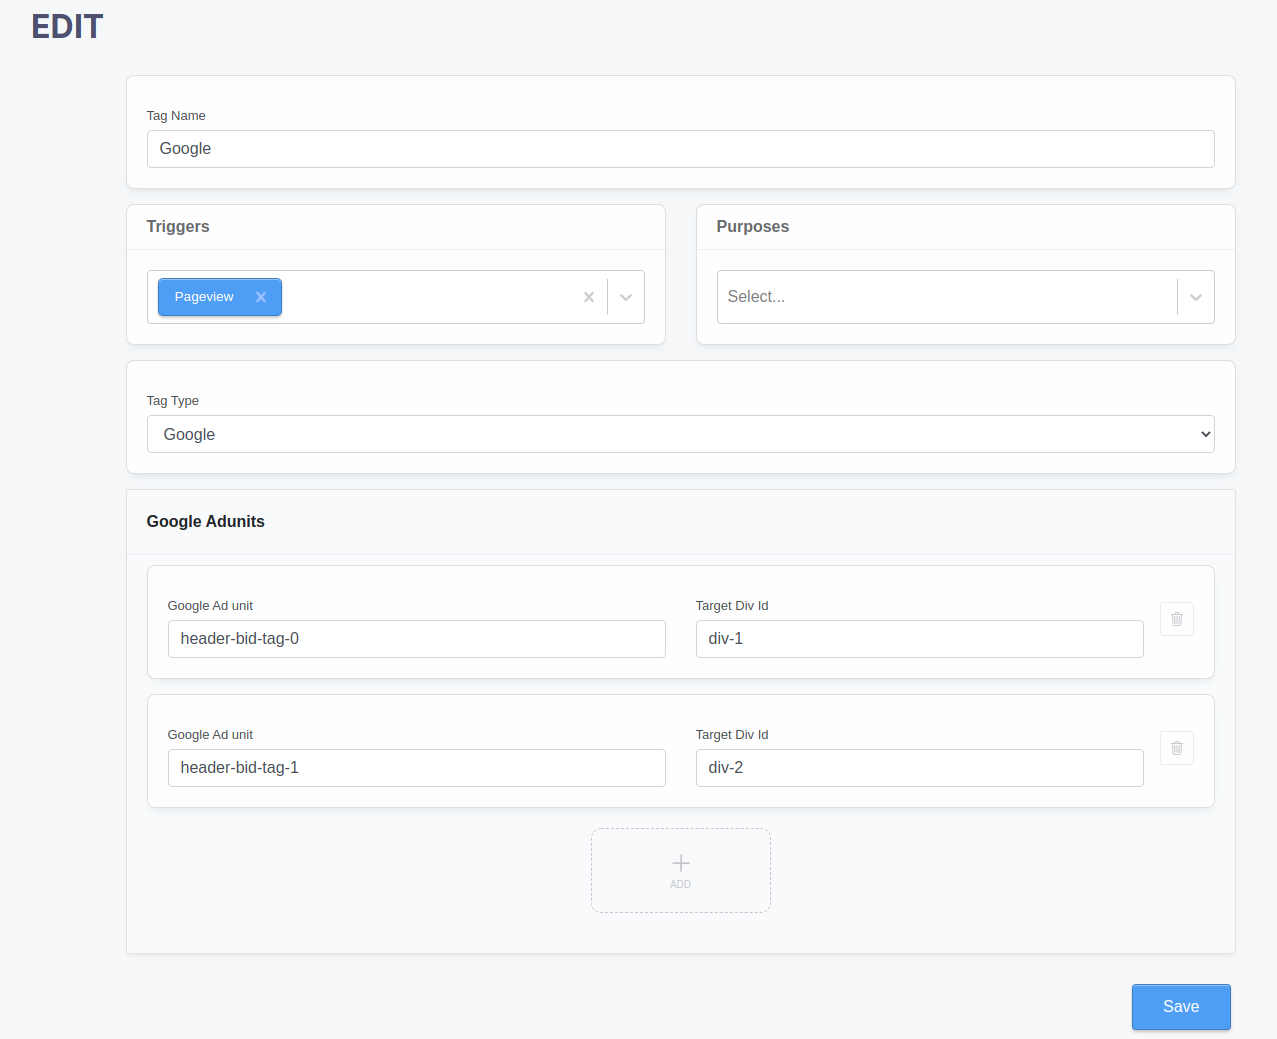 EDIT
Tag Name
Google
Triggers
Purposes
Pageview
Select...
Tag Type
Google
Google Adunits
Google Ad unit
Target Div Id
header-bid-tag-0
div-1
Google Ad unit
Target Div Id
header-bid-tag-1
div-2
ADD
Save